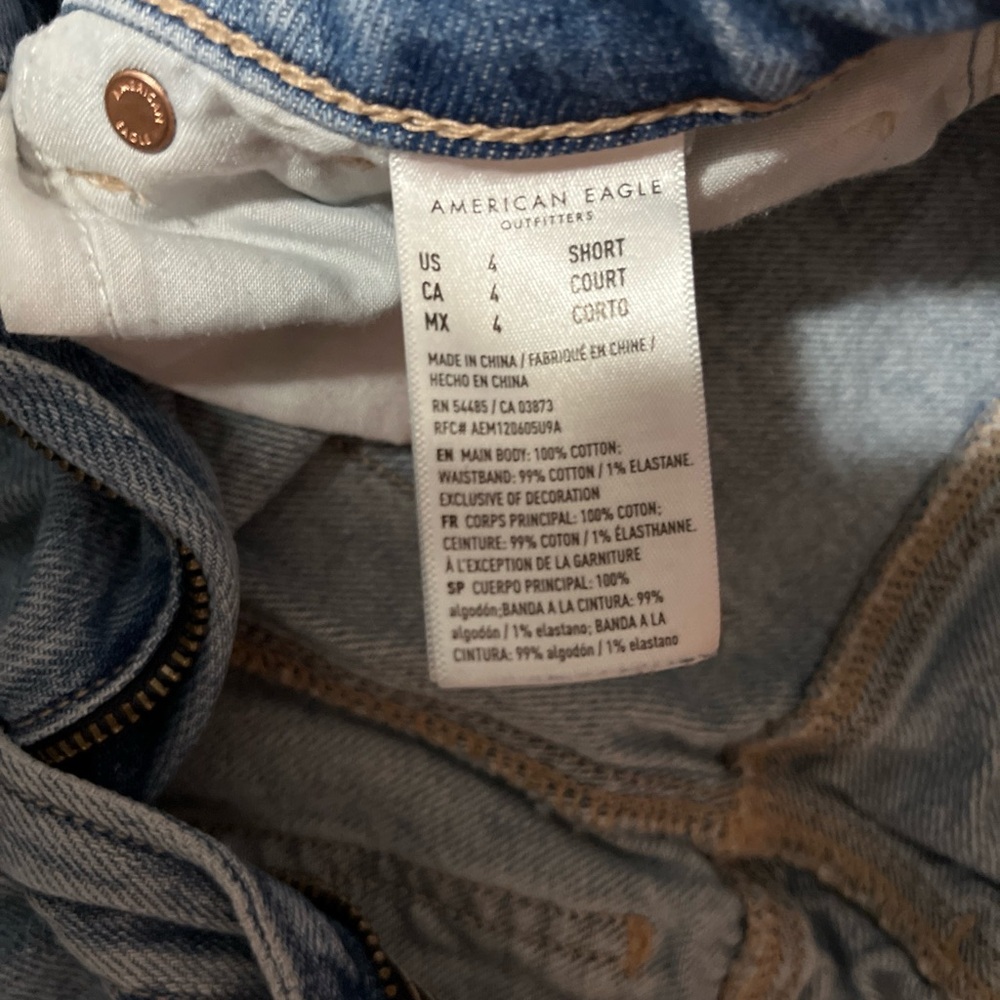 AMERICAN
EAGLE
AMERICAN EAGLE
OUTFITTERS
US 4 SHORT
CA 4 COURT
MX 4 CORTO
MADE IN CHINA / FABRIQUÉ EN CHINE /
HECHO EN CHINA
RN 54485 / CA 03873
RFC# AEM120605U9A
EN MAIN BODY: 100% COTTON;
WAISTBAND: 99% COTTON / 1% ELASTANE.
EXCLUSIVE OF DECORATION
FR CORPS PRINCIPAL: 100% COTON;
CEINTURE: 99% COTON / 1% ÉLASTHANNE.
À L'EXCEPTION DE LA GARNITURE
SP CUERPO PRINCIPAL: 100%
algodón;BANDA A LA CINTURA: 99%
algodón / 1% elastano; BANDA A LA
CINTURA: 99% algodón / 1% elastano